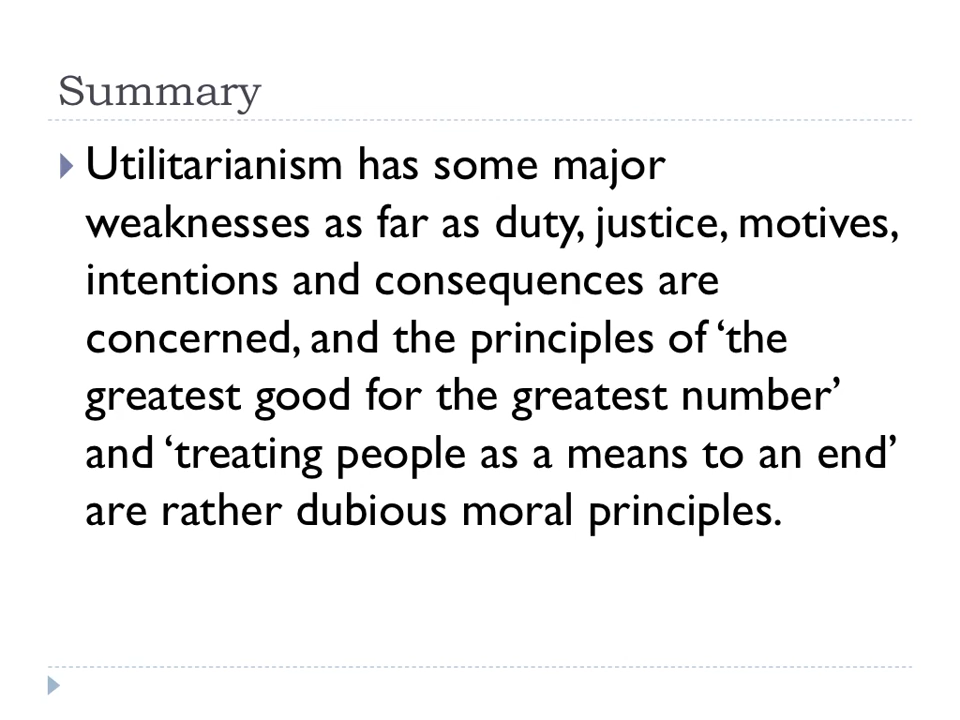 Summary
Utilitarianism has some major
weaknesses as far as duty, justice, motives,
intentions and consequences are
concerned, and the principles of ‘the
greatest good for the greatest number’
and ‘treating people as a means to an end’
are rather dubious moral principles.